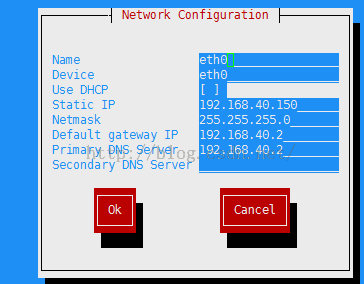 Network Configuration
Name eth0
Device eth0
Use DHCP [ ]
Static IP 192.168.40.150
Netmask 255.255.255.0
Default gateway IP 192.168.40.2
Primary DNS Server 192.168.40.2
Secondary DNS Server
Ok Cancel